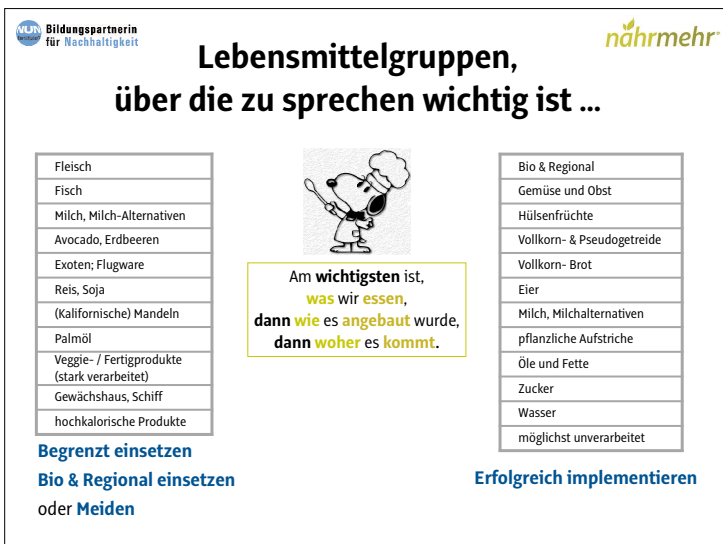 Bildungspartnerin
für Nachhaltigkeit
nährmehr
Lebensmittelgruppen,
über die zu sprechen wichtig ist ...
Fleisch
Fisch
Milch, Milch-Alternativen
Avocado, Erdbeeren
Exoten; Flugware
Reis, Soja
(Kalifornische) Mandeln
Palmöl
Veggie- / Fertigprodukte
(stark verarbeitet)
Gewächshaus, Schiff
hochkalorische Produkte
Begrenzt einsetzen
Bio & Regional einsetzen
oder Meiden
Am wichtigsten ist,
was wir essen,
dann wie es angebaut wurde,
dann woher es kommt.
Bio & Regional
Gemüse und Obst
Hülsenfrüchte
Vollkorn- & Pseudogetreide
Vollkorn- Brot
Eier
Milch, Milchalternativen
pflanzliche Aufstriche
Öle und Fette
Zucker
Wasser
möglichst unverarbeitet
Erfolgreich implementieren